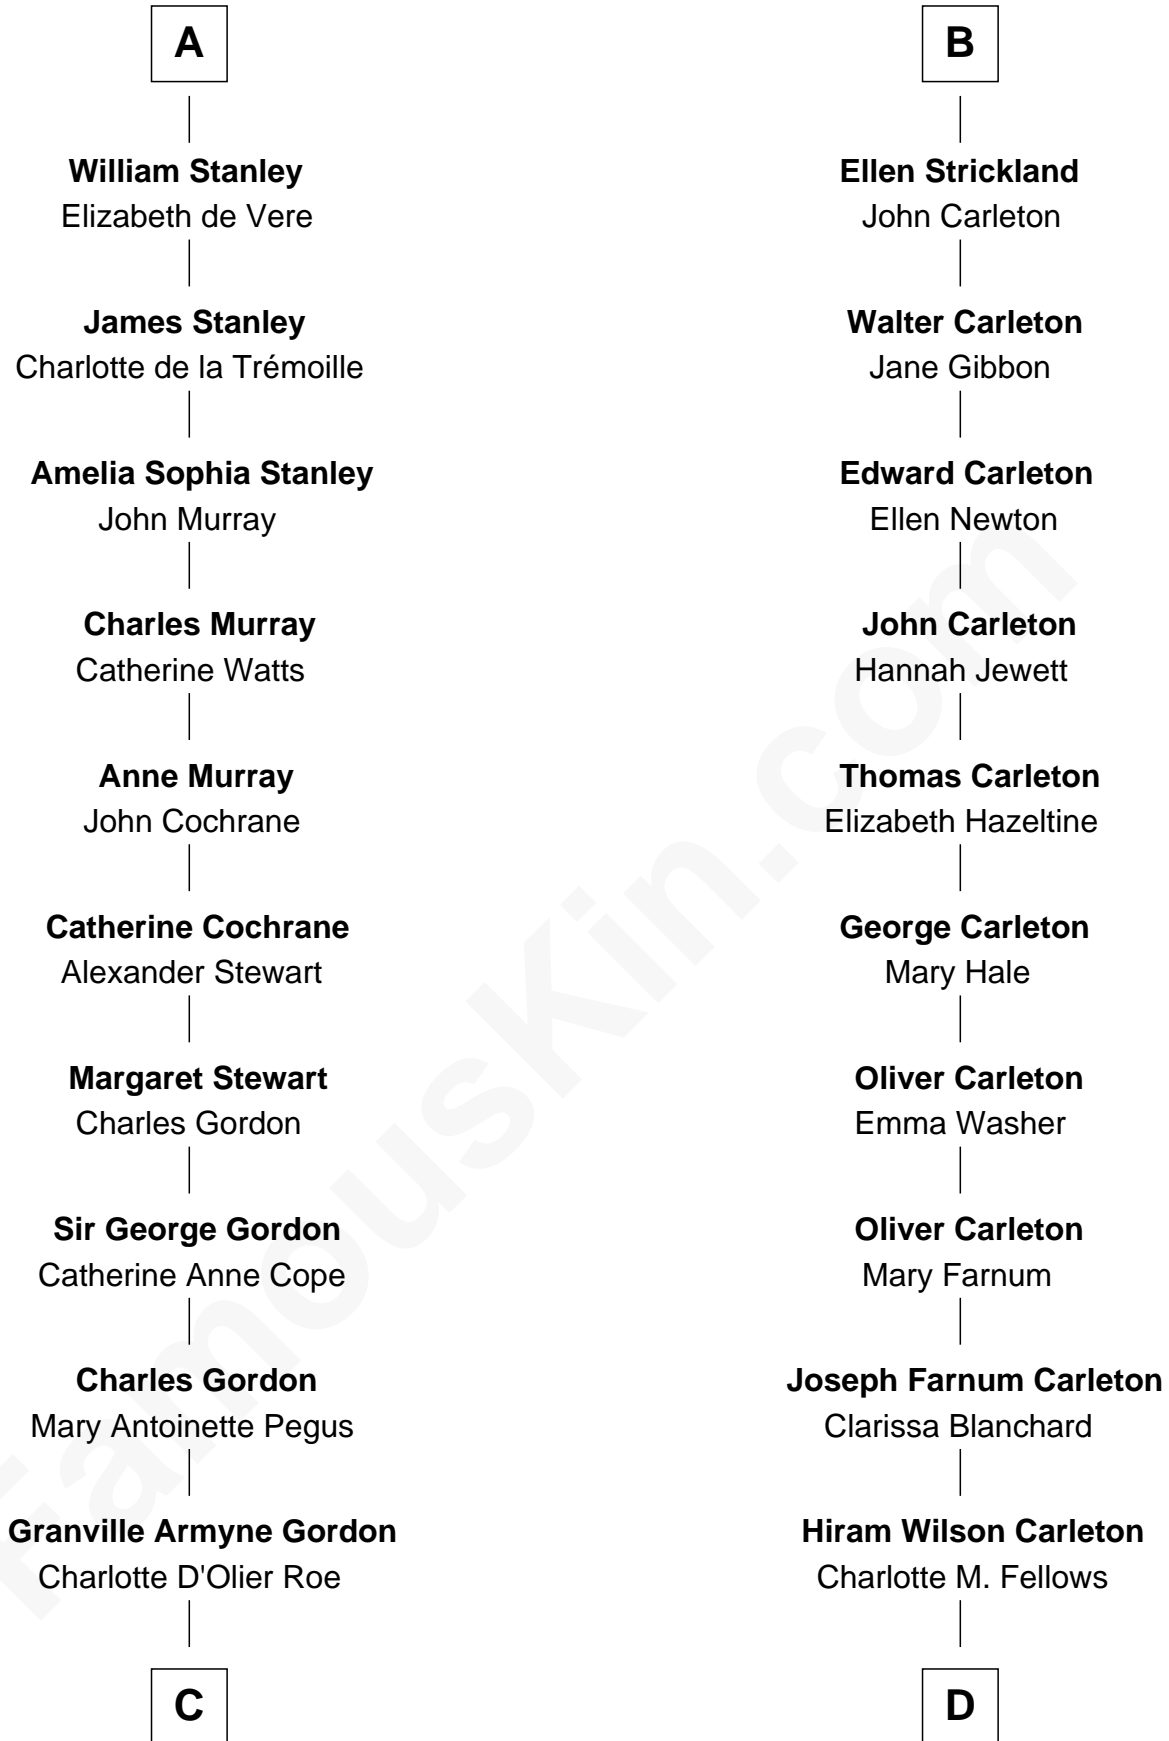 A
William Stanley
Elizabeth de Vere
James Stanley
Charlotte de la Trémoille
Amelia Sophia Stanley
John Murray
Charles Murray
Catherine Watts
Anne Murray
John Cochrane
Catherine Cochrane
Alexander Stewart
Margaret Stewart
Charles Gordon
Sir George Gordon
Catherine Anne Cope
Charles Gordon
Mary Antoinette Pegus
Granville Armyne Gordon
Charlotte D'Olier Roe
C
B
Ellen Strickland
John Carleton
Walter Carleton
Jane Gibbon
Edward Carleton
Ellen Newton
John Carleton
Hannah Jewett
Thomas Carleton
Elizabeth Hazeltine
George Carleton
Mary Hale
Oliver Carleton
Emma Washer
Oliver Carleton
Mary Farnum
Joseph Farnum Carleton
Clarissa Blanchard
Hiram Wilson Carleton
Charlotte M. Fellows
D
FamousKin.com